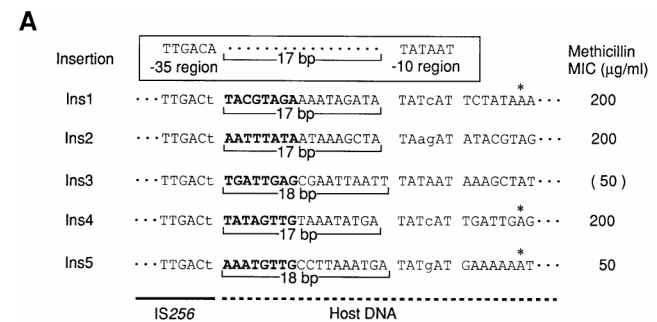 A
Insertion TTGACA ················ TATAAT Methicillin
-35 region 17 bp -10 region MIC (µg/ml)
*
Ins1 ···TTGACt TACGTAGAAAATAGATA TATcAT TCTATAAA··· 200
17 bp
Ins2 ···TTGACt AATTTATAATAAAGCTA TAagAT ATACGTAG··· 200
17 bp
Ins3 ···TTGACt TGATTGAGCGAATTAATT TATAAT AAAGCTAT··· (50)
18 bp
*
Ins4 ···TTGACt TATAGTTGTAAATATGA TATcAT TGATTGAG··· 200
17 bp
*
Ins5 ···TTGACt AAATGTTGCCTTAAATGA TATgAT GAAAAAAT··· 50
18 bp
IS256 Host DNA